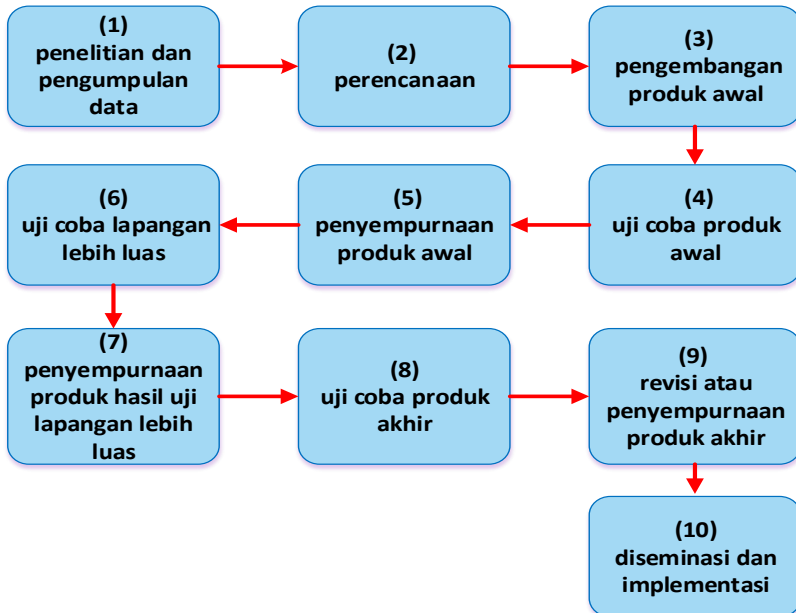 (1)
penelitian dan
pengumpulan
data
(2)
perencanaan
(3)
pengembangan
produk awal
(4)
uji coba produk
awal
(5)
penyempurnaan
produk awal
(6)
uji coba lapangan
lebih luas
(7)
penyempurnaan
produk hasil uji
lapangan lebih
luas
(8)
uji coba produk
akhir
(9)
revisi atau
penyempurnaan
produk akhir
(10)
diseminasi dan
implementasi